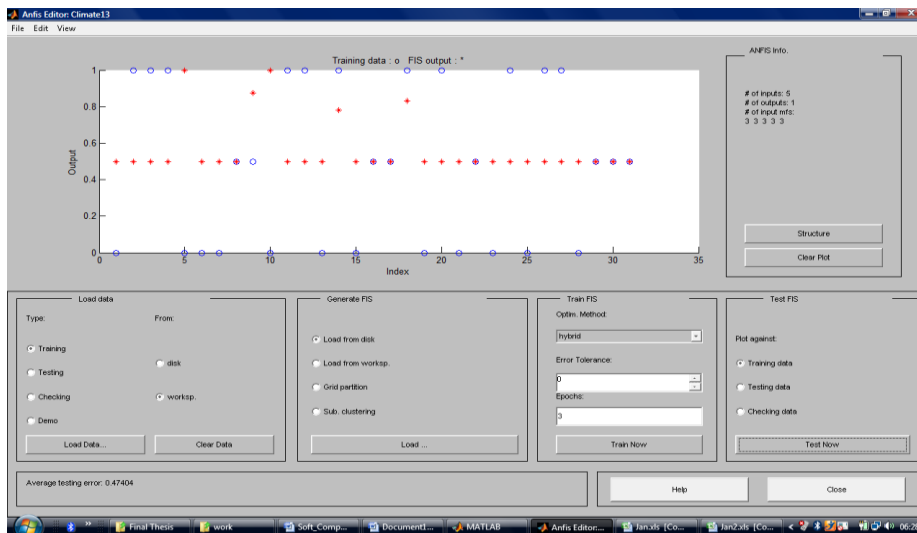 Anfis Editor: Climate13
File Edit View
Training data : o FIS output : *
Output
1
0.8
0.6
0.4
0.2
0
0 5 10 15 20 25 30 35
Index
ANFIS Info.
# of inputs: 5
# of outputs: 1
# of input mfs:
3 3 3 3 3
Structure
Clear Plot
Load data
Type: From:
Training
disk
Testing
Checking
worksp.
Demo
Load Data... Clear Data
Generate FIS
Load from disk
Load from worksp.
Grid partition
Sub. clustering
Load ...
Train FIS
Optim. Method:
hybrid
Error Tolerance:
0
Epochs:
3
Train Now
Test FIS
Plot against:
Training data
Testing data
Checking data
Test Now
Average testing error: 0.47404
Help Close
Final Thesis work Soft_Comp... Document1... MATLAB Anfis Editor:... Jan.xls [Co... Jan2.xls [Co... 06:28